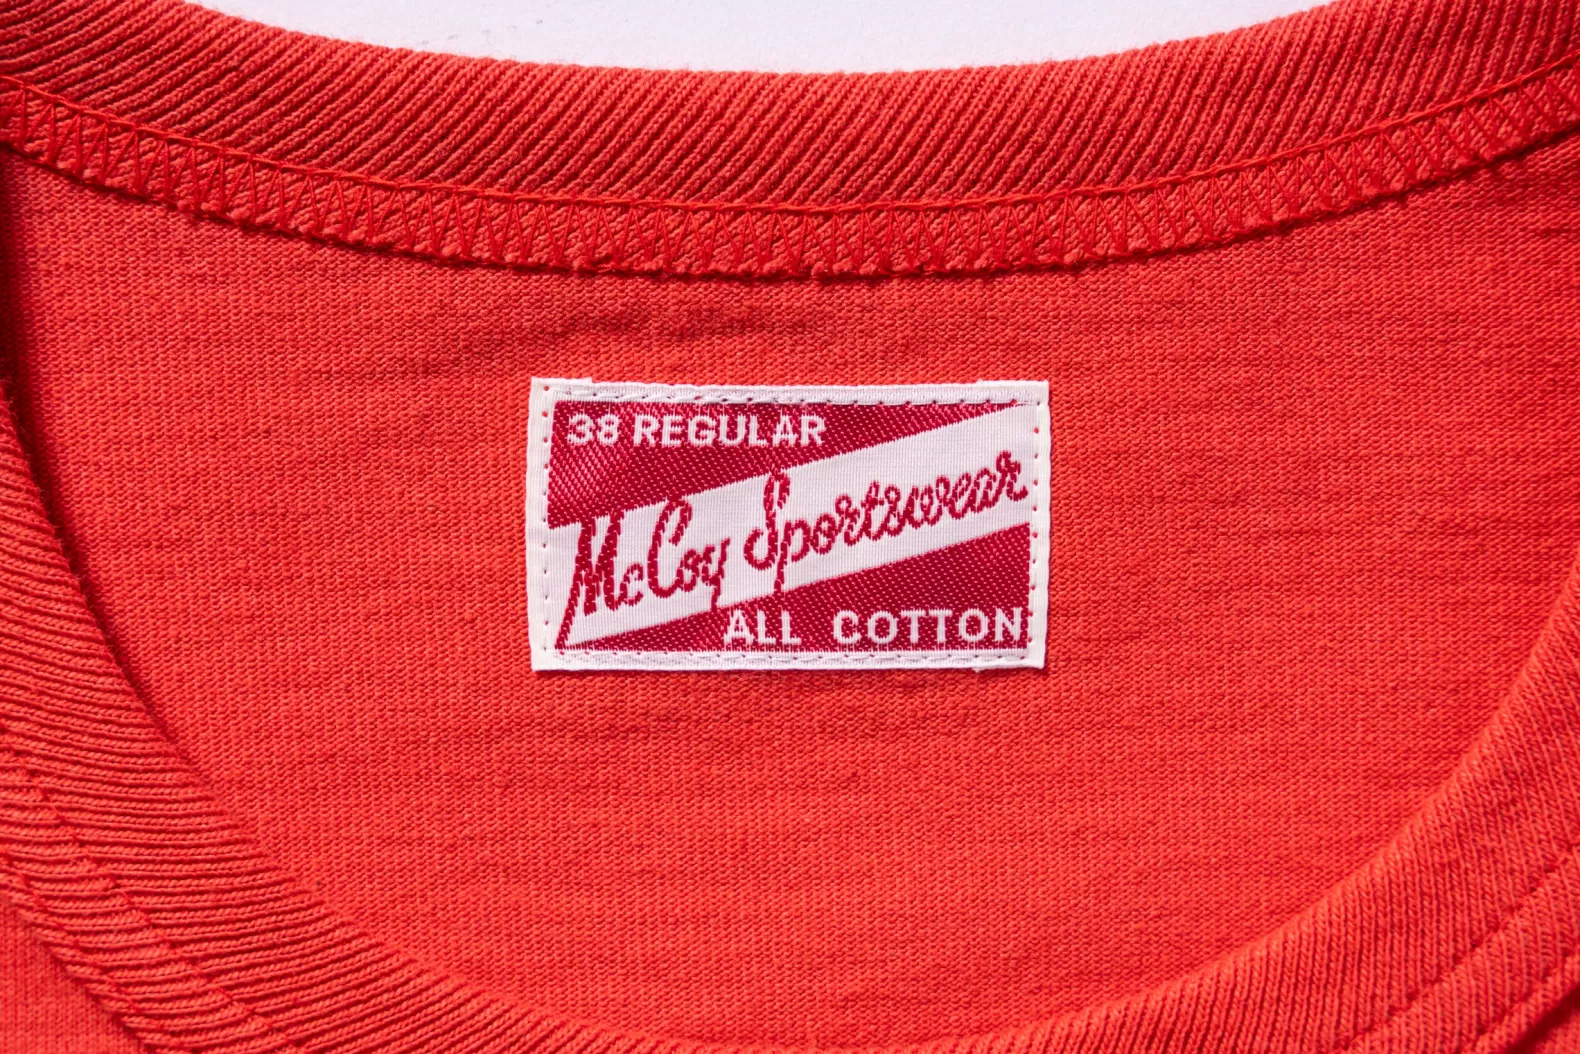 38 REGULAR
McCoy Sportswear
ALL COTTON